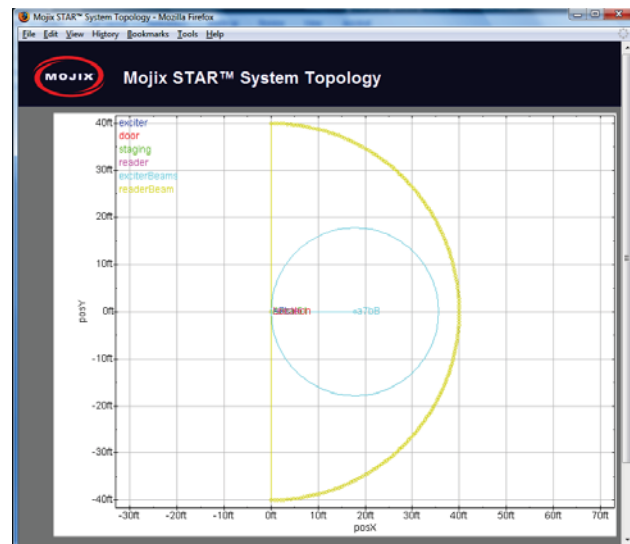 Mojix STAR™ System Topology - Mozilla Firefox
File Edit View History Bookmarks Tools Help
MOJIX Mojix STAR™ System Topology
40ft
exciter
door
staging
reader
exciterBeams
readerBeam
30ft
20ft
10ft
0ft
a7bB
posY
-10ft
-20ft
-30ft
-40ft
-30ft -20ft -10ft 0ft 10ft 20ft 30ft 40ft 50ft 60ft 70ft
posX